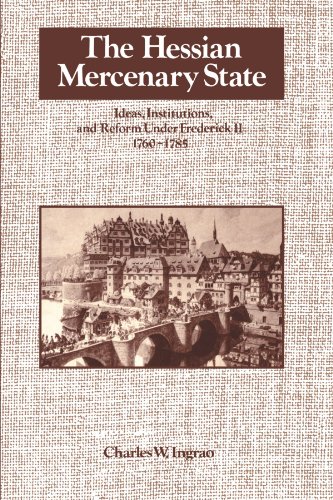 The Hessian
Mercenary State
Ideas, Institutions,
and Reform Under Frederick II
1760–1785
Charles W. Ingrao